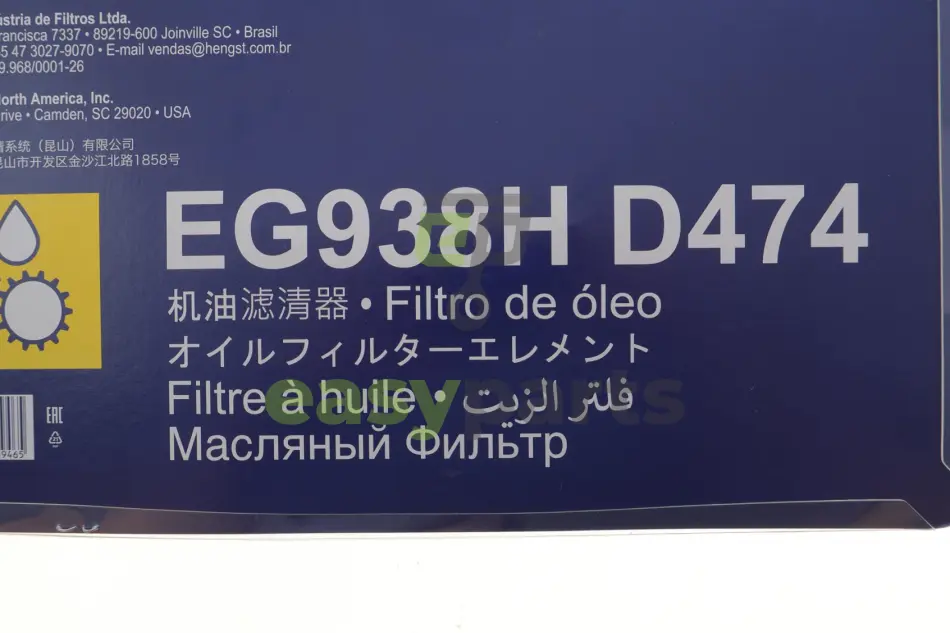 ústria de Filtros Ltda.
rancisca 7337 • 89219-600 Joinville SC • Brasil
5 47 3027-9070 • E-mail vendas@hengst.com.br
9.968/0001-26
North America, Inc.
rive • Camden, SC 29020 • USA
系统（昆山）有限公司
昆山市开发区金沙江北路1858号
EG938H D474
机油滤清器 • Filtro de óleo
オイルフィルターエレメント
Filtre à huile • فلتر الزيت
easyparts
Масляный Фильтр
EAC
21
9465